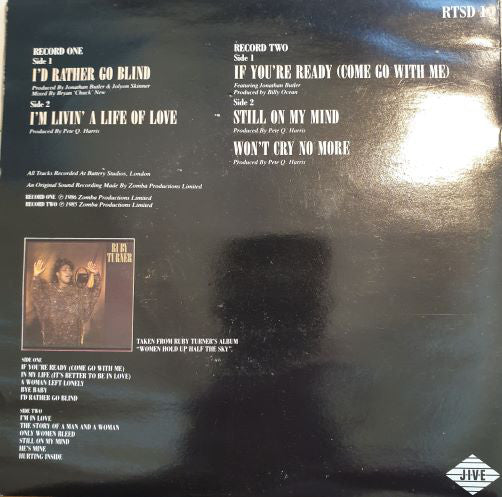 RTSD 10
RECORD ONE
Side 1
I'D RATHER GO BLIND
Produced By Jonathan Butler & Jolyon Skinner
Mixed By Bryan 'Chuck' New
Side 2
I'M LIVIN' A LIFE OF LOVE
Produced By Pete Q. Harris
RECORD TWO
Side 1
IF YOU'RE READY (COME GO WITH ME)
Featuring Jonathan Butler
Produced by Billy Ocean
Side 2
STILL ON MY MIND
Produced By Pete Q. Harris
WON'T CRY NO MORE
Produced By Pete Q. Harris
All Tracks Recorded At Battery Studios, London
An Original Sound Recording Made By Zomba Productions Limited
RECORD ONE ℗ 1986 Zomba Productions Limited
RECORD TWO ℗ 1985 Zomba Productions Limited
RUBY
TURNER
TAKEN FROM RUBY TURNER'S ALBUM
"WOMEN HOLD UP HALF THE SKY".
SIDE ONE
IF YOU'RE READY (COME GO WITH ME)
IN MY LIFE (IT'S BETTER TO BE IN LOVE)
A WOMAN LEFT LONELY
BYE BABY
I'D RATHER GO BLIND
SIDE TWO
I'M IN LOVE
THE STORY OF A MAN AND A WOMAN
ONLY WOMEN BLEED
STILL ON MY MIND
HE'S MINE
HURTING INSIDE
JIVE